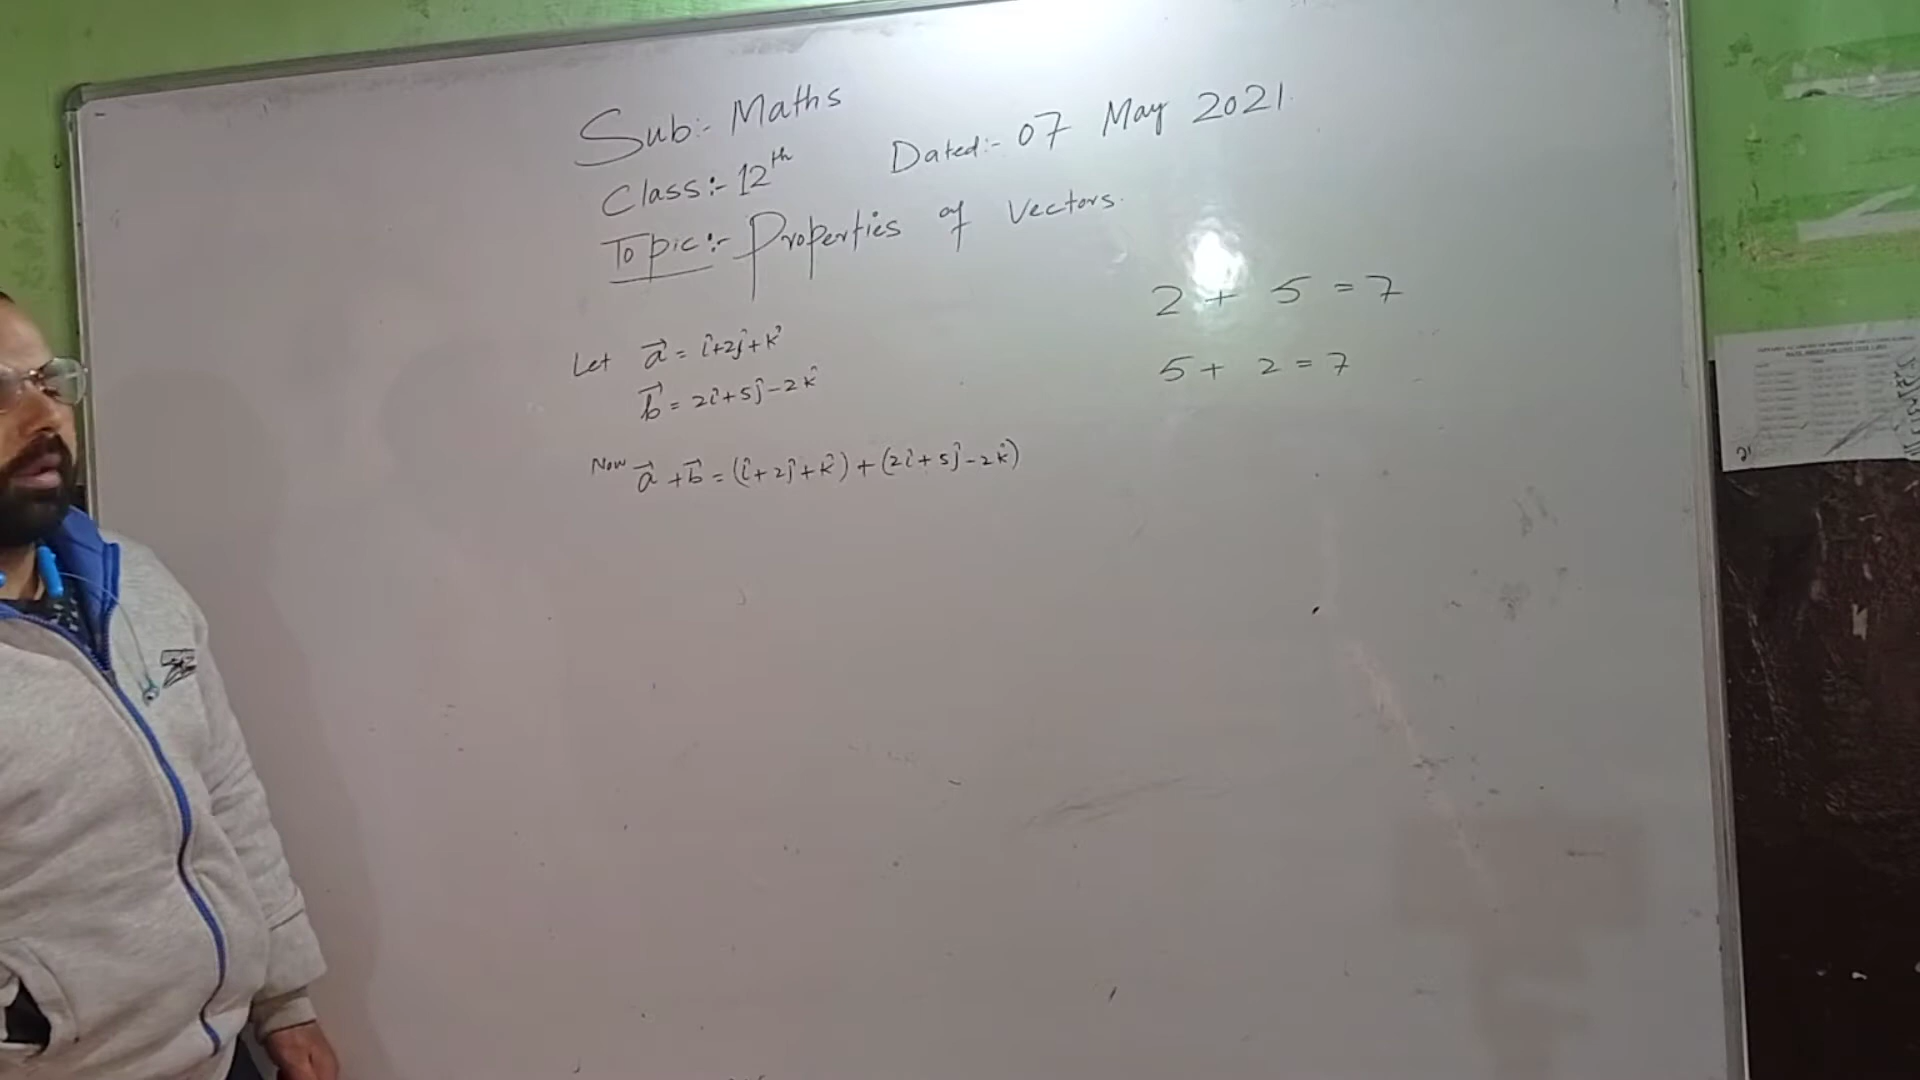 Sub:- Maths
Class:- 12th Dated:- 07 May 2021.
Topic:- Properties of Vectors.
2 + 5 = 7
5 + 2 = 7
Let a⃗ = î+2ĵ+k̂
b⃗ = 2î+5ĵ-2k̂
Now a⃗ + b⃗ = (î+2ĵ+k̂) + (2î+5ĵ-2k̂)